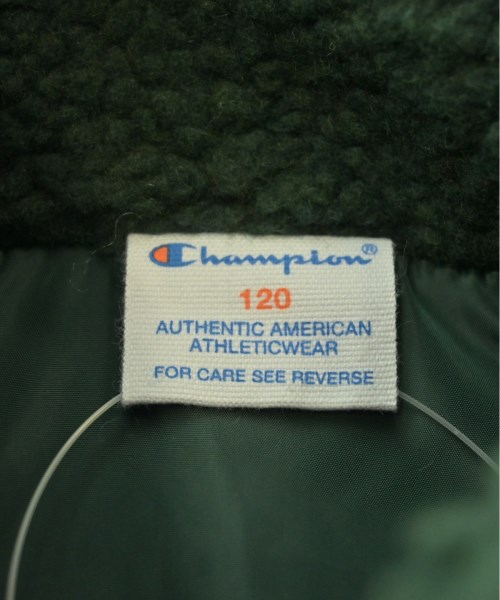 Champion®
120
AUTHENTIC AMERICAN
ATHLETICWEAR
FOR CARE SEE REVERSE